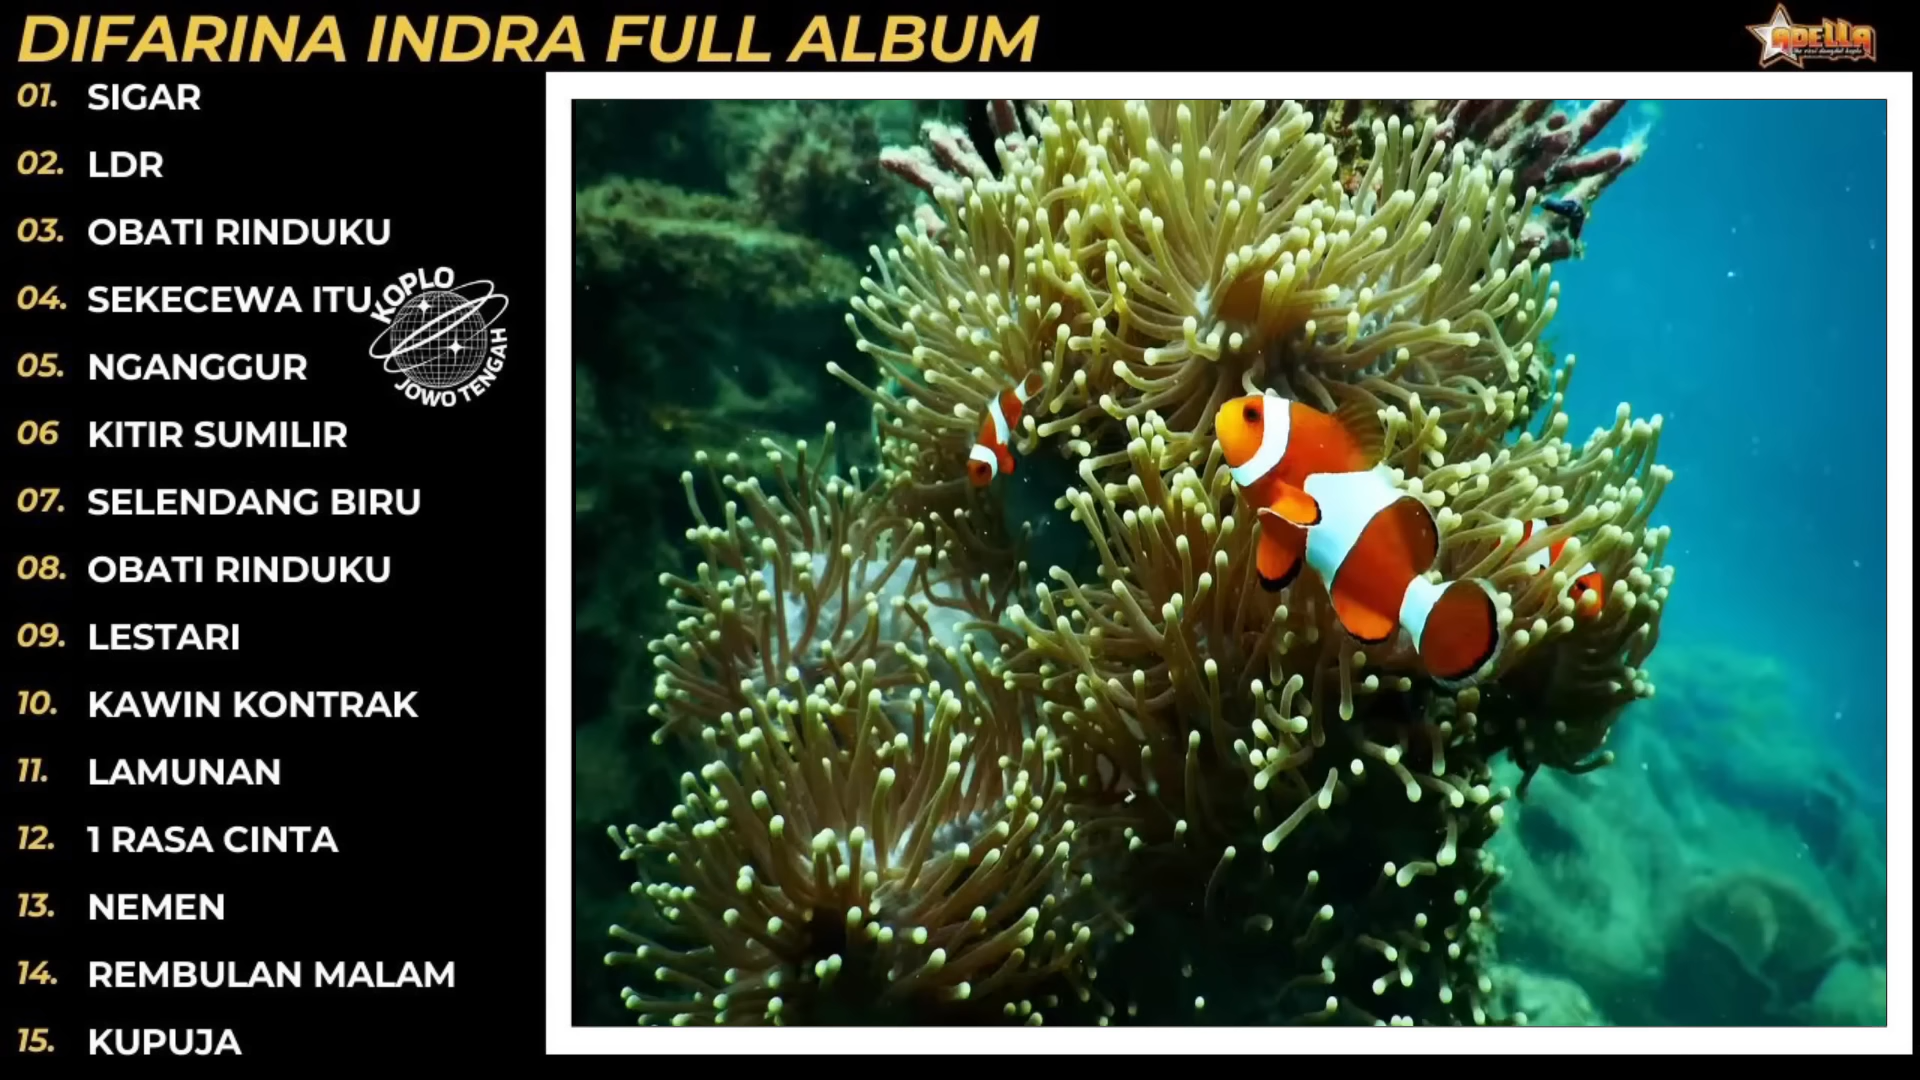 DIFARINA INDRA FULL ALBUM
ADELLA
01. SIGAR
02. LDR
03. OBATI RINDUKU
04. SEKECEWA ITU
KOPLO
JOWO TENGAH
05. NGANGGUR
06 KITIR SUMILIR
07. SELENDANG BIRU
08. OBATI RINDUKU
09. LESTARI
10. KAWIN KONTRAK
11. LAMUNAN
12. 1 RASA CINTA
13. NEMEN
14. REMBULAN MALAM
15. KUPUJA